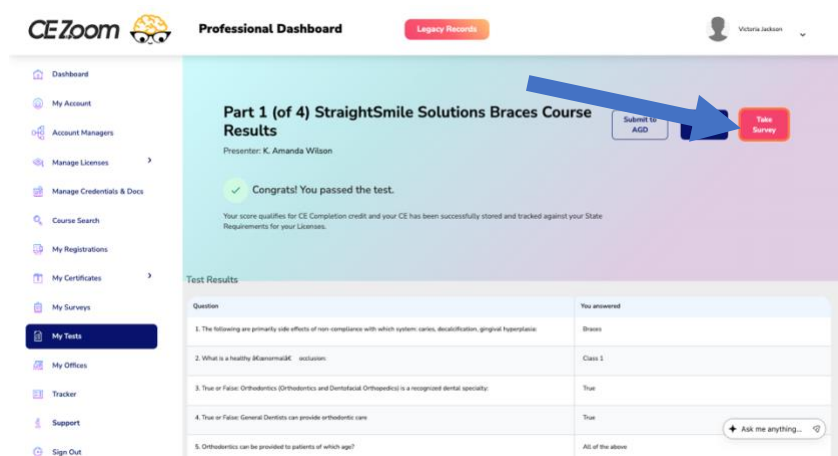 CE Zoom
Professional Dashboard
Legacy Records
Victoria Jackson
Dashboard
My Account
Account Managers
Manage Licenses
Manage Credentials & Docs
Course Search
My Registrations
My Certificates
My Surveys
My Tests
My Offices
Tracker
Support
Sign Out
Part 1 (of 4) StraightSmile Solutions Braces Course
Results
Presenter: K. Amanda Wilson
Submit to
AGD
Take
Survey
Congrats! You passed the test.
Your score qualifies for CE Completion credit and your CE has been successfully stored and tracked against your State
Requirements for your Licenses.
Test Results
Question
You answered
1. The following are primarily side effects of non-compliance with which system: caries, decalcification, gingival hyperplasia:
Braces
2. What is a healthy â€œnormalâ€ occlusion:
Class 1
3. True or False: Orthodontics (Orthodontics and Dentofacial Orthopedics) is a recognized dental specialty:
True
4. True or False: General Dentists can provide orthodontic care
True
5. Orthodontics can be provided to patients of which age?
All of the above
Ask me anything...